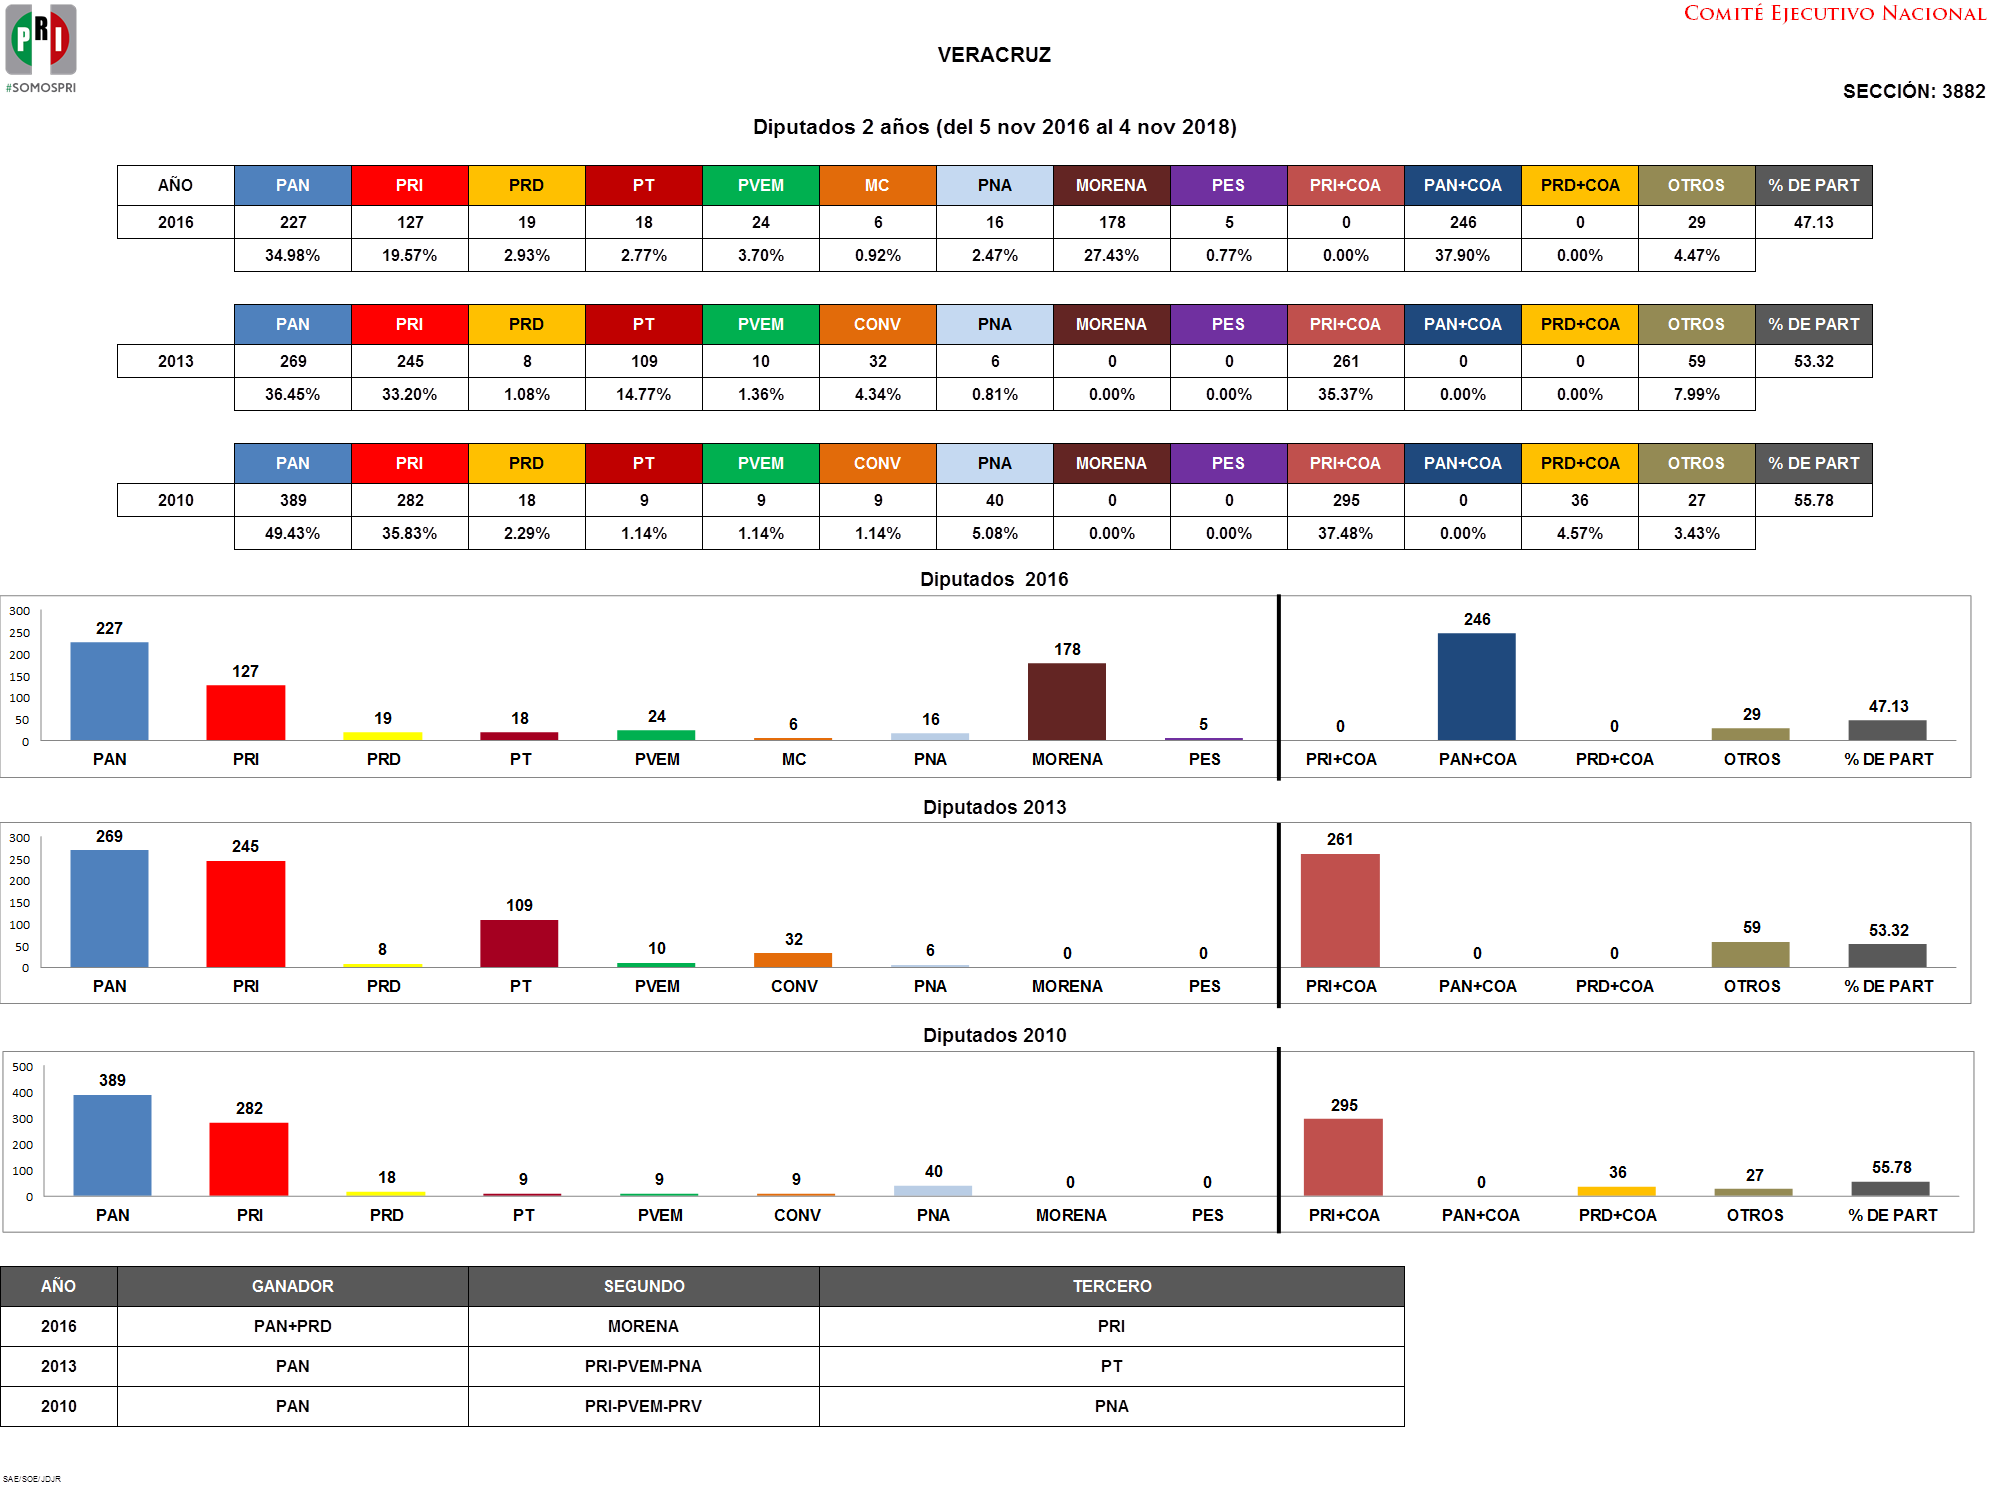 PRI
#SOMOSPRI
COMITÉ EJECUTIVO NACIONAL
VERACRUZ
SECCIÓN: 3882
Diputados 2 años (del 5 nov 2016 al 4 nov 2018)
AÑO PAN PRI PRD PT PVEM MC PNA MORENA PES PRI+COA PAN+COA PRD+COA OTROS % DE PART
2016 227 127 19 18 24 6 16 178 5 0 246 0 29 47.13
34.98% 19.57% 2.93% 2.77% 3.70% 0.92% 2.47% 27.43% 0.77% 0.00% 37.90% 0.00% 4.47%
PAN PRI PRD PT PVEM CONV PNA MORENA PES PRI+COA PAN+COA PRD+COA OTROS % DE PART
2013 269 245 8 109 10 32 6 0 0 261 0 0 59 53.32
36.45% 33.20% 1.08% 14.77% 1.36% 4.34% 0.81% 0.00% 0.00% 35.37% 0.00% 0.00% 7.99%
PAN PRI PRD PT PVEM CONV PNA MORENA PES PRI+COA PAN+COA PRD+COA OTROS % DE PART
2010 389 282 18 9 9 9 40 0 0 295 0 36 27 55.78
49.43% 35.83% 2.29% 1.14% 1.14% 1.14% 5.08% 0.00% 0.00% 37.48% 0.00% 4.57% 3.43%
Diputados 2016
300
250
200
150
100
50
0
227 127 19 18 24 6 16 178 5 0 246 0 29 47.13
PAN PRI PRD PT PVEM MC PNA MORENA PES PRI+COA PAN+COA PRD+COA OTROS % DE PART
Diputados 2013
300
250
200
150
100
50
0
269 245 8 109 10 32 6 0 0 261 0 0 59 53.32
PAN PRI PRD PT PVEM CONV PNA MORENA PES PRI+COA PAN+COA PRD+COA OTROS % DE PART
Diputados 2010
500
400
300
200
100
0
389 282 18 9 9 9 40 0 0 295 0 36 27 55.78
PAN PRI PRD PT PVEM CONV PNA MORENA PES PRI+COA PAN+COA PRD+COA OTROS % DE PART
AÑO GANADOR SEGUNDO TERCERO
2016 PAN+PRD MORENA PRI
2013 PAN PRI-PVEM-PNA PT
2010 PAN PRI-PVEM-PRV PNA
SAE/SOE/JDJR